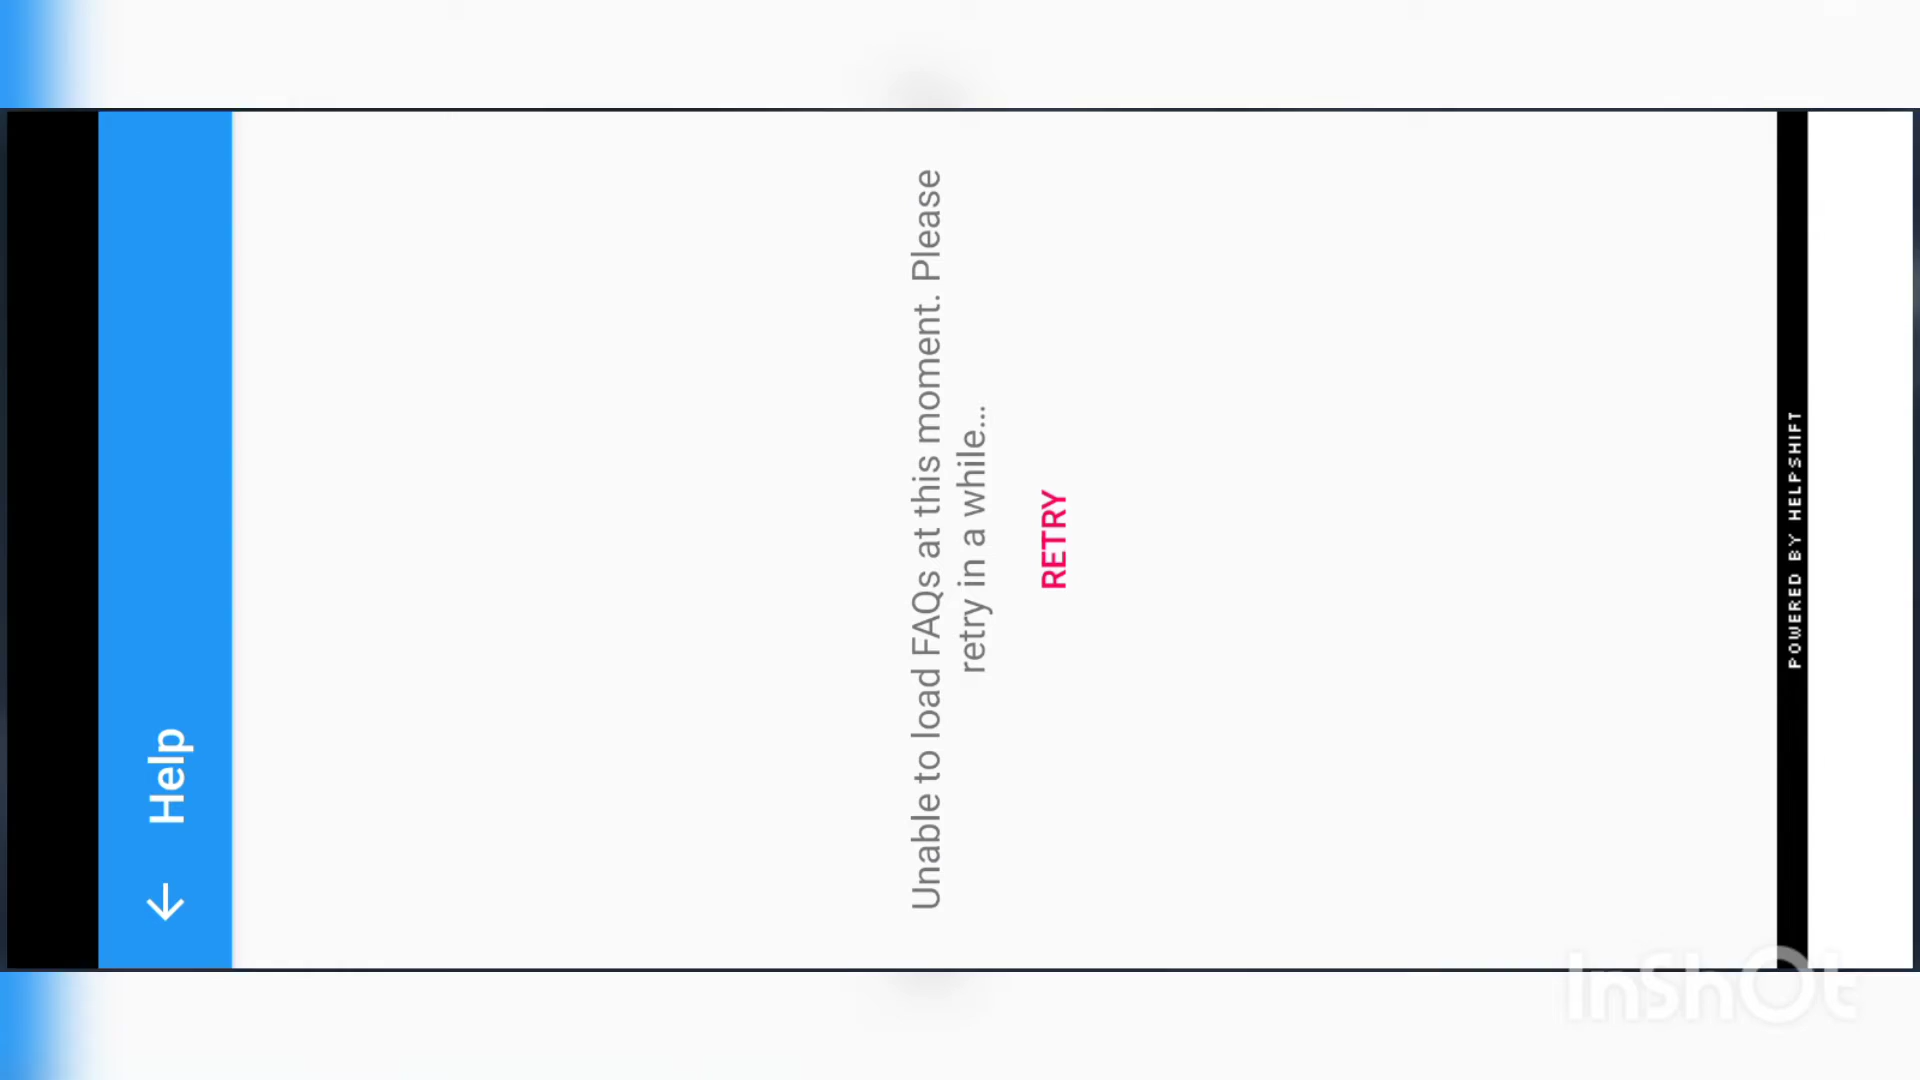 Help
Unable to load FAQs at this moment. Please
retry in a while...
RETRY
POWERED BY HELPSHIFT
InShOt